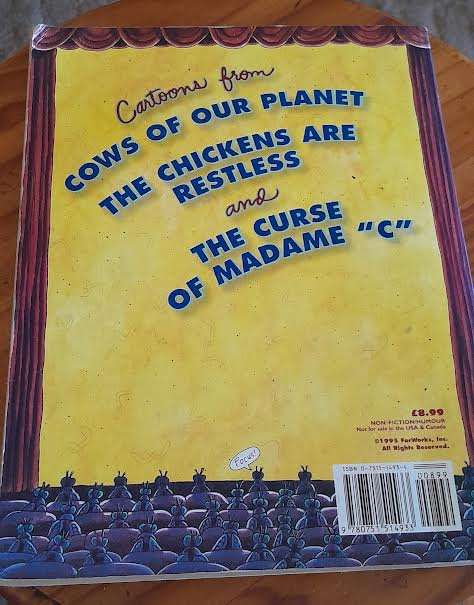 Cartoons from
COWS OF OUR PLANET
THE CHICKENS ARE
RESTLESS
and
THE CURSE
OF MADAME "C"
£8.99
NON-FICTION/HUMOUR
Not for sale in the USA & Canada
©1995 FarWorks, Inc.
All Rights Reserved.
Focus!
00899